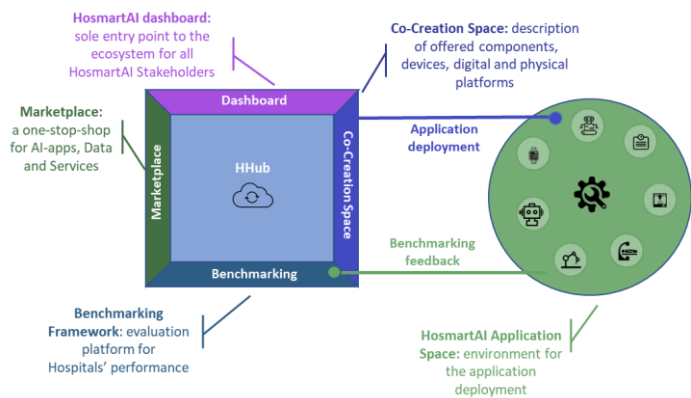 HosmartAI dashboard:
sole entry point to the
ecosystem for all
HosmartAI Stakeholders
Co-Creation Space: description
of offered components,
devices, digital and physical
platforms
Marketplace:
a one-stop-shop
for AI-apps, Data
and Services
Dashboard
Marketplace
HHub
Co-Creation Space
Benchmarking
Application
deployment
Benchmarking
feedback
Benchmarking
Framework: evaluation
platform for
Hospitals' performance
HosmartAI Application
Space: environment for
the application
deployment